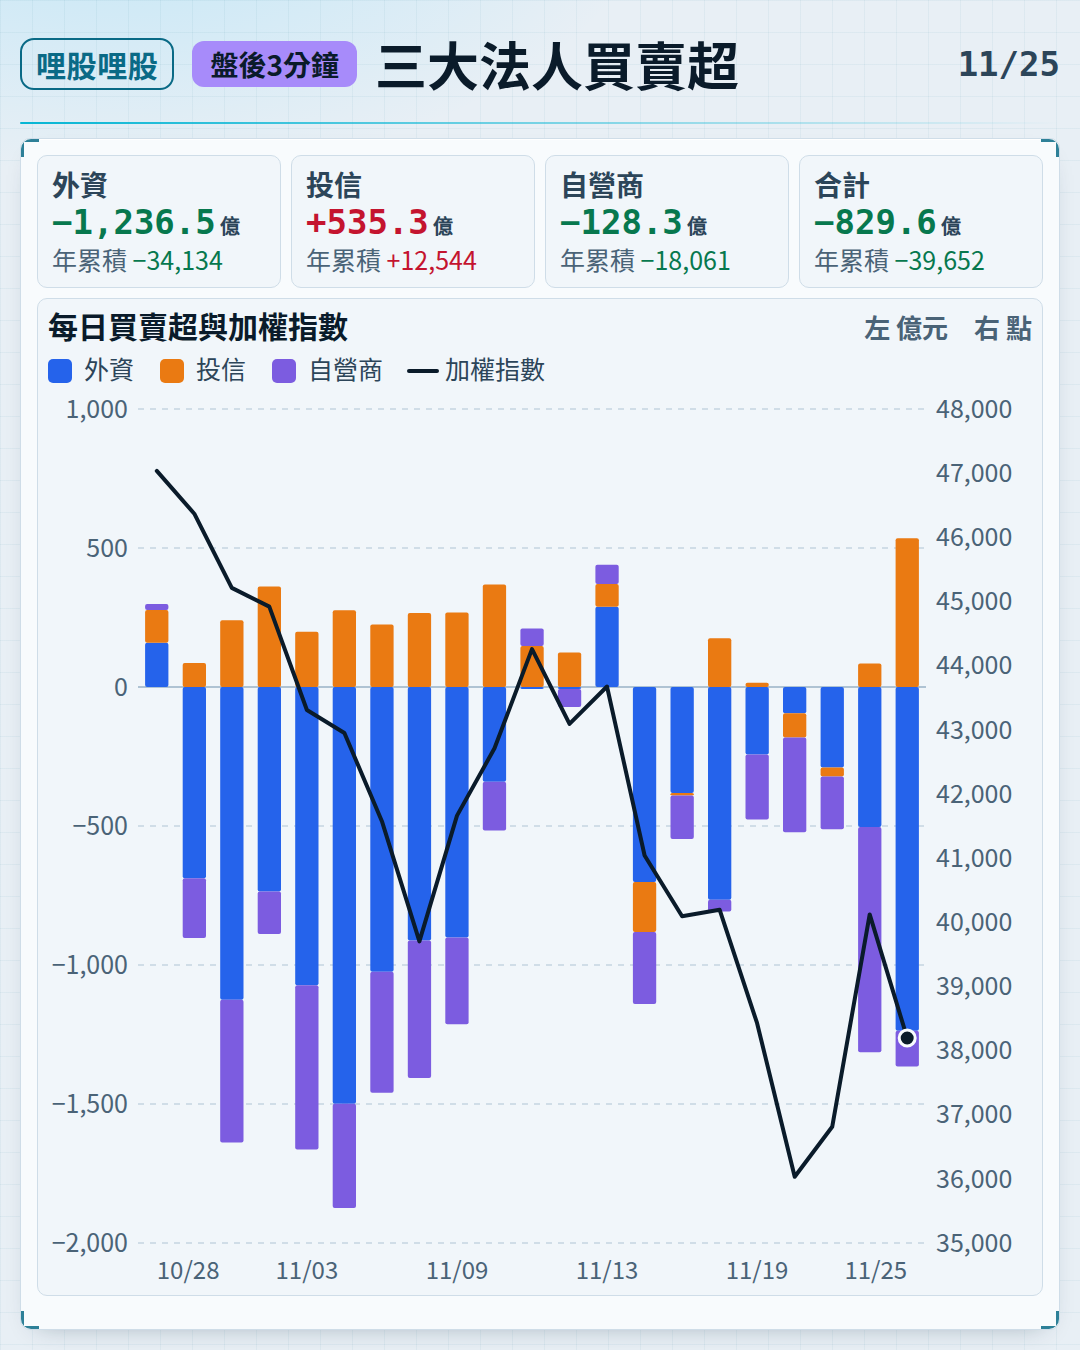 哩股哩股 盤後3分鐘 三大法人買賣超 11/25
外資 投信 自營商 合計
−1,236.5億 +535.3億 −128.3億 −829.6億
年累積 −34,134 年累積 +12,544 年累積 −18,061 年累積 −39,652
每日買賣超與加權指數 左 億元 右 點
外資 投信 自營商 加權指數
1,000 48,000
47,000
46,000
500
45,000
44,000
0
43,000
42,000
−500
41,000
40,000
−1,000
39,000
38,000
−1,500
37,000
36,000
−2,000 35,000
10/28 11/03 11/09 11/13 11/19 11/25